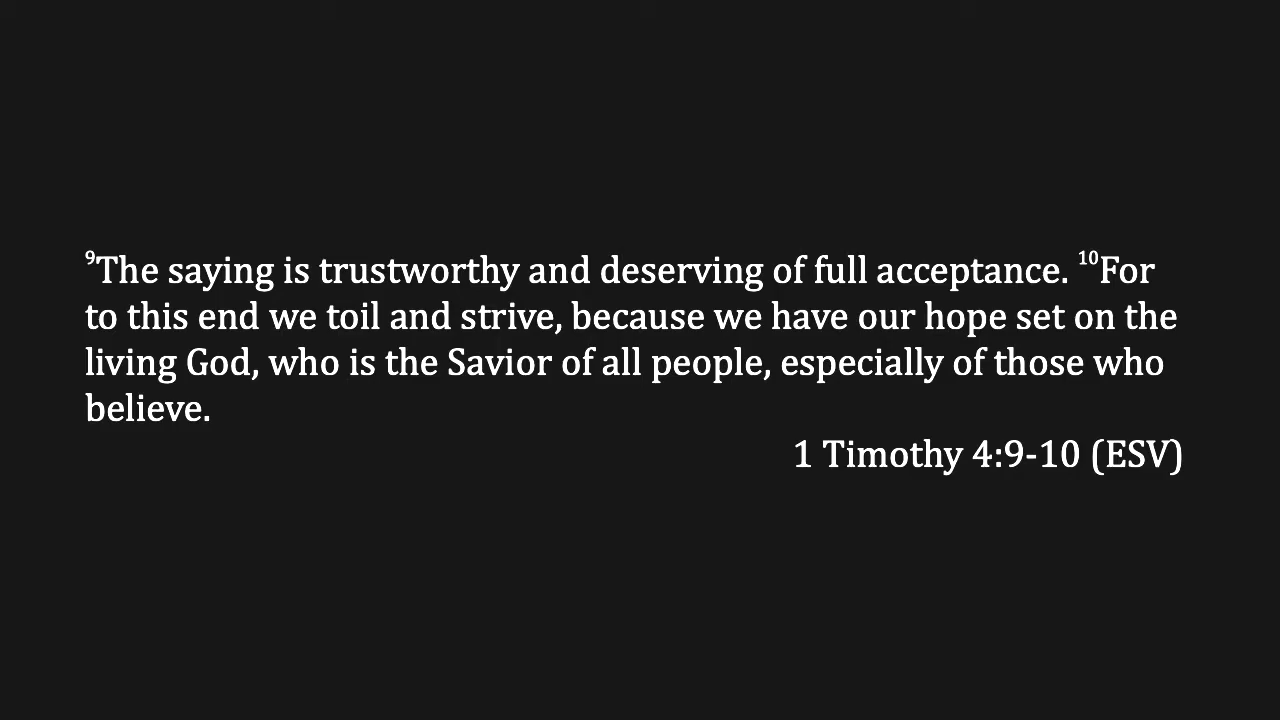 ⁹The saying is trustworthy and deserving of full acceptance. ¹⁰For
to this end we toil and strive, because we have our hope set on the
living God, who is the Savior of all people, especially of those who
believe.
1 Timothy 4:9-10 (ESV)